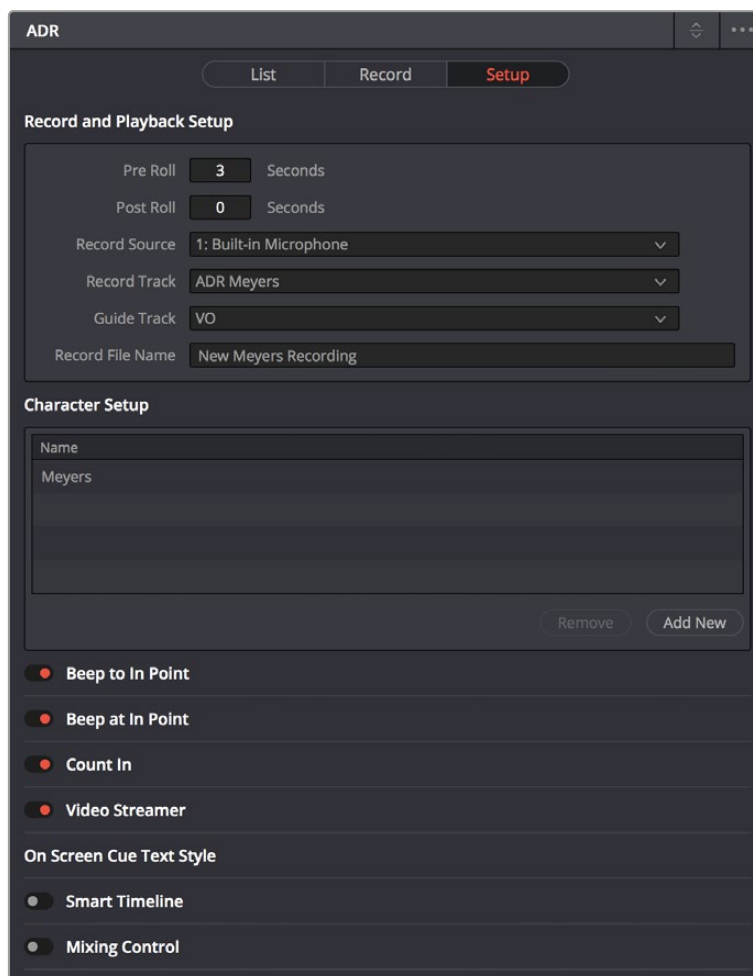 ADR
List Record Setup
Record and Playback Setup
Pre Roll 3 Seconds
Post Roll 0 Seconds
Record Source 1: Built-in Microphone
Record Track ADR Meyers
Guide Track VO
Record File Name New Meyers Recording
Character Setup
Name
Meyers
Remove Add New
Beep to In Point
Beep at In Point
Count In
Video Streamer
On Screen Cue Text Style
Smart Timeline
Mixing Control